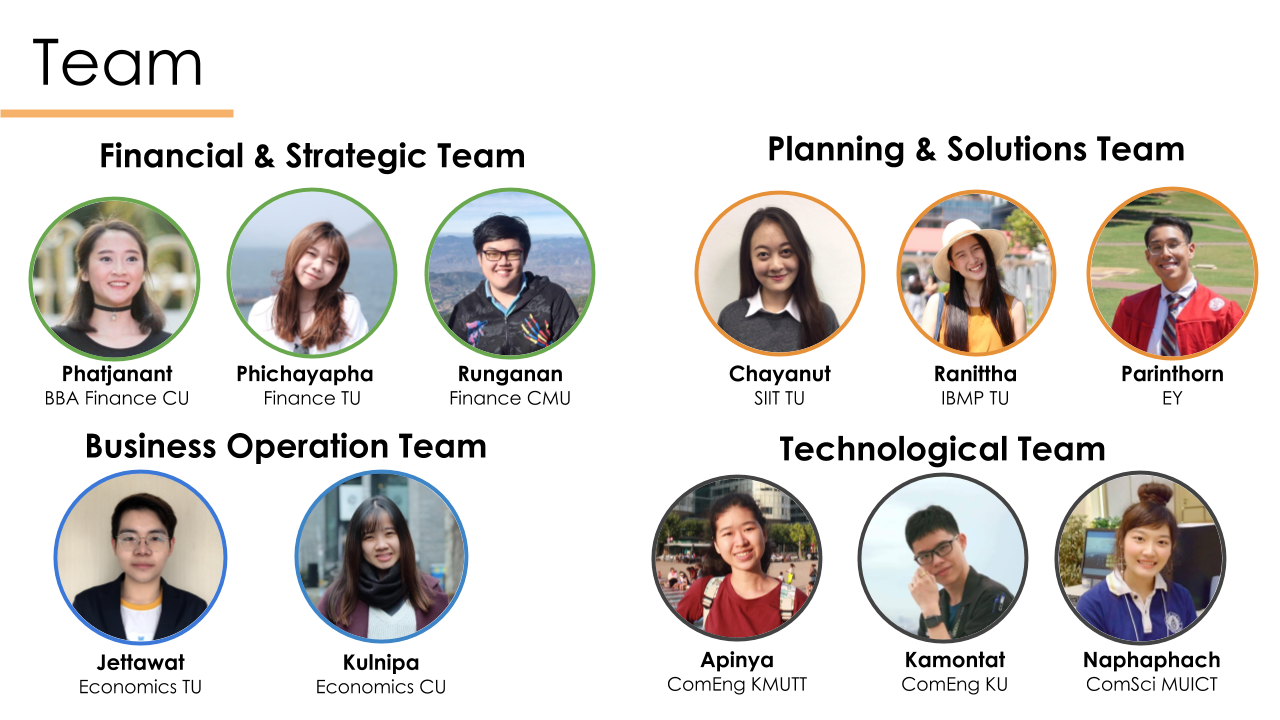 Team
Financial & Strategic Team
Phatjanant
BBA Finance CU
Phichayapha
Finance TU
Runganan
Finance CMU
Planning & Solutions Team
Chayanut
SIIT TU
Ranittha
IBMP TU
Parinthorn
EY
Business Operation Team
Jettawat
Economics TU
Kulnipa
Economics CU
Technological Team
Apinya
ComEng KMUTT
Kamontat
ComEng KU
Naphaphach
ComSci MUICT